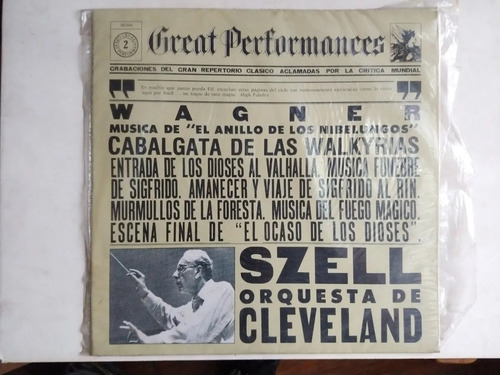 2
Great Performances
GRABACIONES DEL GRAN REPERTORIO CLASICO ACLAMADAS POR LA CRITICA MUNDIAL
WAGNER
MUSICA DE "EL ANILLO DE LOS NIBELUNGOS"
CABALGATA DE LAS WALKYRIAS
ENTRADA DE LOS DIOSES AL VALHALLA. MUSICA FUNEBRE
DE SIGFRIDO. AMANECER Y VIAJE DE SIGFRIDO AL RIN.
MURMULLOS DE LA FORESTA. MUSICA DEL FUEGO MAGICO.
ESCENA FINAL DE "EL OCASO DE LOS DIOSES".
SZELL
ORQUESTA DE
CLEVELAND